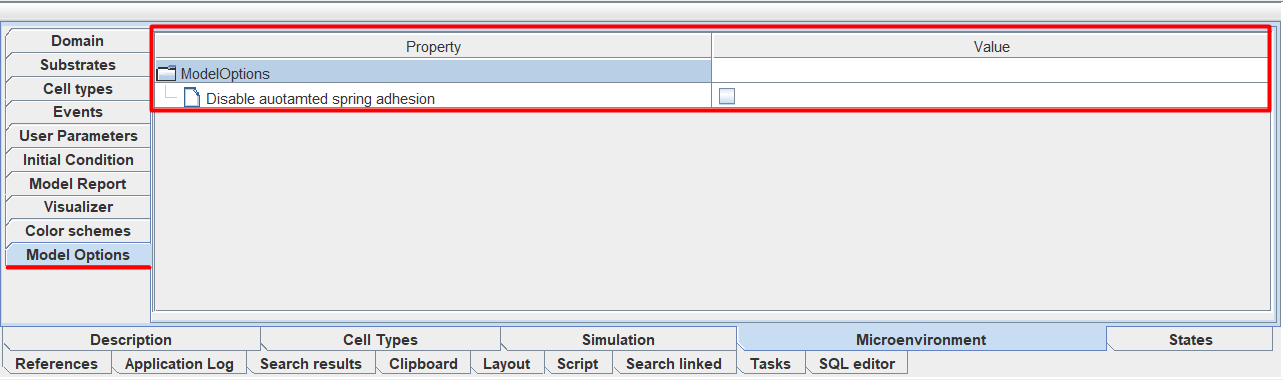 Domain
Substrates
Cell types
Events
User Parameters
Initial Condition
Model Report
Visualizer
Color schemes
Model Options
Property Value
ModelOptions
Disable auotamted spring adhesion
Description Cell Types Simulation Microenvironment States
References Application Log Search results Clipboard Layout Script Search linked Tasks SQL editor